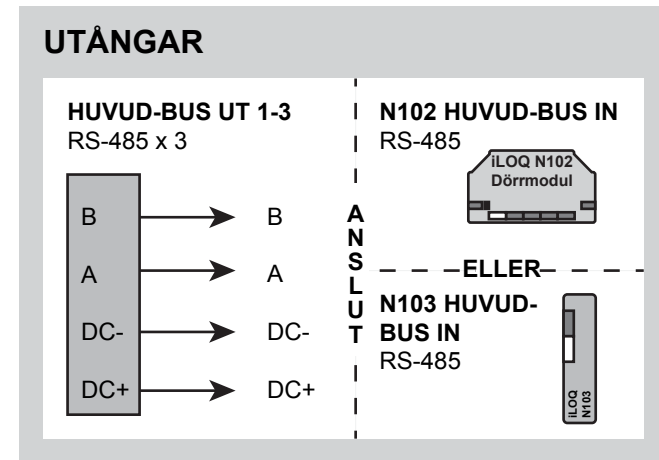 UTÅNGAR
HUVUD-BUS UT 1-3
RS-485 x 3
B
B
A
A
DC-
DC-
DC+
DC+
ANSLUT
N102 HUVUD-BUS IN
RS-485
iLOQ N102
Dörrmodul
ELLER
N103 HUVUD-
BUS IN
RS-485
iLOQ
N103